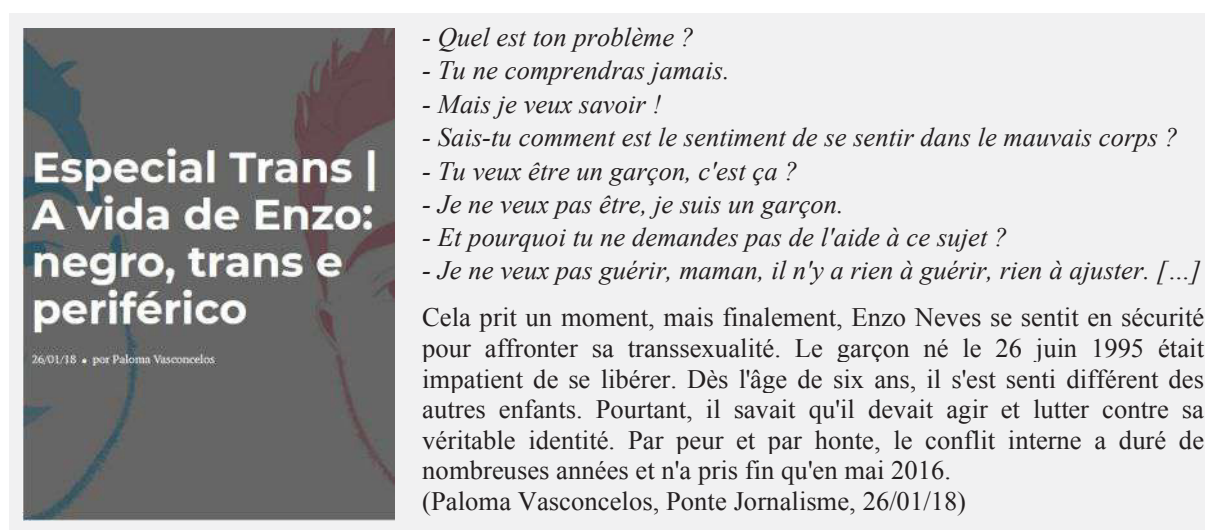 Especial Trans |
A vida de Enzo:
negro, trans e
periférico
26/01/18 • por Paloma Vasconcelos
- Quel est ton problème ?
- Tu ne comprendras jamais.
- Mais je veux savoir !
- Sais-tu comment est le sentiment de se sentir dans le mauvais corps ?
- Tu veux être un garçon, c'est ça ?
- Je ne veux pas être, je suis un garçon.
- Et pourquoi tu ne demandes pas de l'aide à ce sujet ?
- Je ne veux pas guérir, maman, il n'y a rien à guérir, rien à ajuster. [...]
Cela prit un moment, mais finalement, Enzo Neves se sentit en sécurité
pour affronter sa transsexualité. Le garçon né le 26 juin 1995 était
impatient de se libérer. Dès l'âge de six ans, il s'est senti différent des
autres enfants. Pourtant, il savait qu'il devait agir et lutter contre sa
véritable identité. Par peur et par honte, le conflit interne a duré de
nombreuses années et n'a pris fin qu'en mai 2016.
(Paloma Vasconcelos, Ponte Jornalisme, 26/01/18)